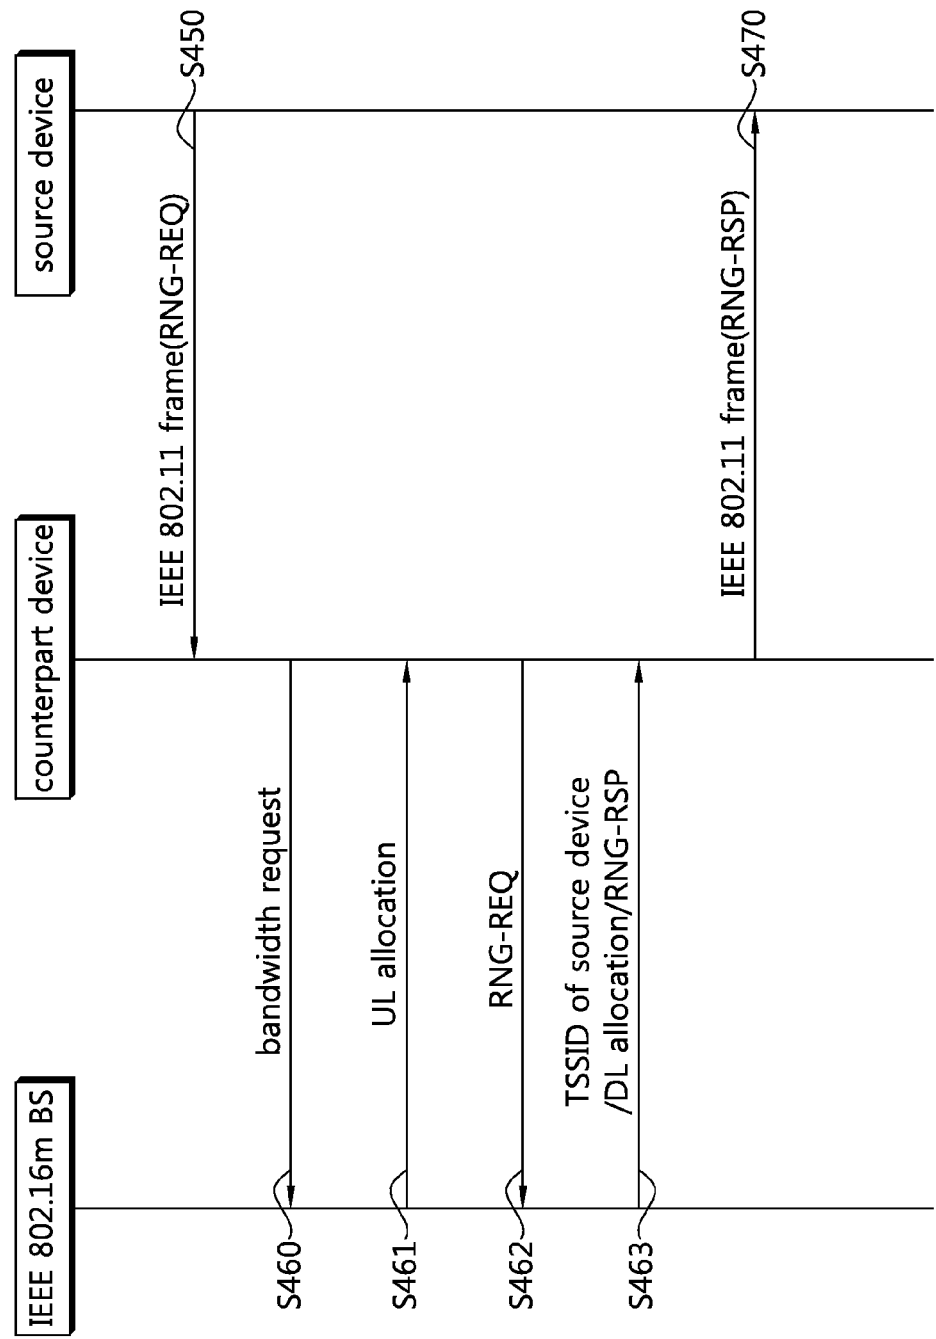 IEEE 802.16m BS
counterpart device
source device
IEEE 802.11 frame(RNG-REQ)
S450
bandwidth request
S460
UL allocation
S461
RNG-REQ
S462
TSSID of source device
/DL allocation/RNG-RSP
S463
IEEE 802.11 frame(RNG-RSP)
S470